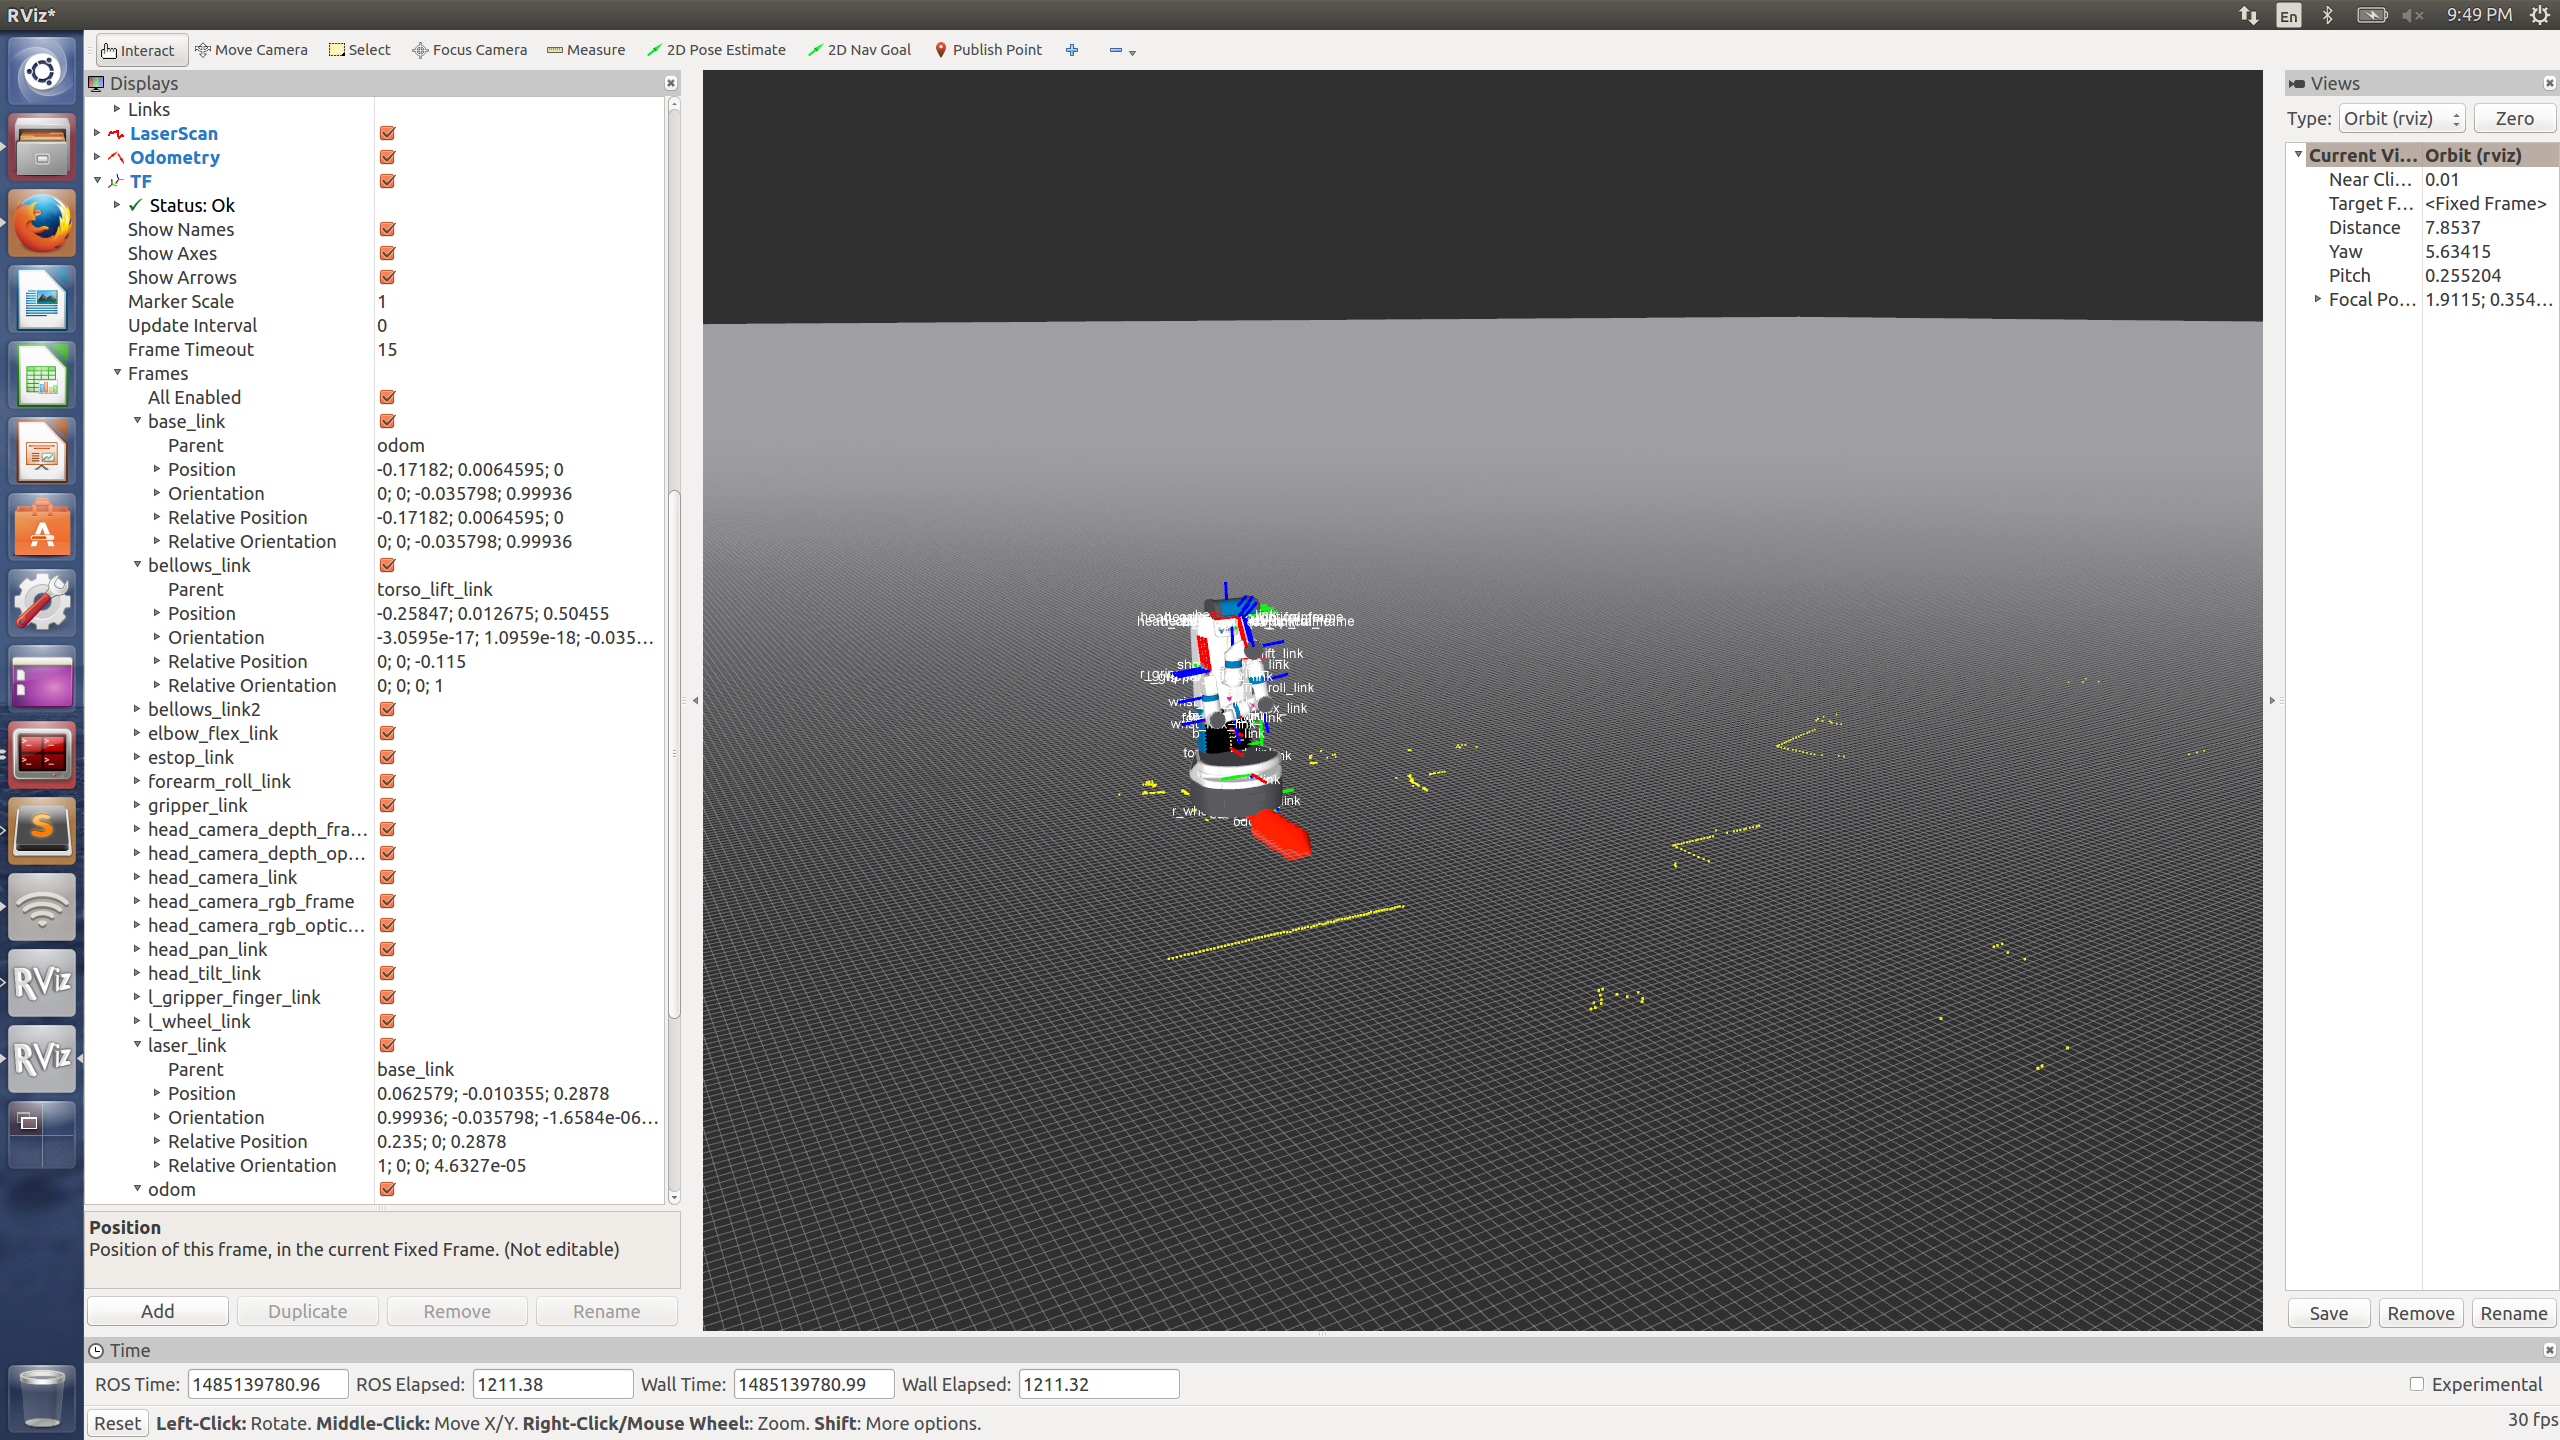 RViz*
En
9:49 PM
Interact Move Camera Select Focus Camera Measure 2D Pose Estimate 2D Nav Goal Publish Point
Displays
Links
LaserScan
Odometry
TF
Status: Ok
Show Names
Show Axes
Show Arrows
Marker Scale 1
Update Interval 0
Frame Timeout 15
Frames
All Enabled
base_link
Parent odom
Position -0.17182; 0.0064595; 0
Orientation 0; 0; -0.035798; 0.99936
Relative Position -0.17182; 0.0064595; 0
Relative Orientation 0; 0; -0.035798; 0.99936
bellows_link
Parent torso_lift_link
Position -0.25847; 0.012675; 0.50455
Orientation -3.0595e-17; 1.0959e-18; -0.035...
Relative Position 0; 0; -0.115
Relative Orientation 0; 0; 0; 1
bellows_link2
elbow_flex_link
estop_link
forearm_roll_link
gripper_link
head_camera_depth_fra...
head_camera_depth_op...
head_camera_link
head_camera_rgb_frame
head_camera_rgb_optic...
head_pan_link
head_tilt_link
l_gripper_finger_link
l_wheel_link
laser_link
Parent base_link
Position 0.062579; -0.010355; 0.2878
Orientation 0.99936; -0.035798; -1.6584e-06...
Relative Position 0.235; 0; 0.2878
Relative Orientation 1; 0; 0; 4.6327e-05
odom
Position
Position of this frame, in the current Fixed Frame. (Not editable)
Add Duplicate Remove Rename
Views
Type: Orbit (rviz) Zero
Current Vi... Orbit (rviz)
Near Cli... 0.01
Target F... <Fixed Frame>
Distance 7.8537
Yaw 5.63415
Pitch 0.255204
Focal Po... 1.9115; 0.354...
Save Remove Rename
RViz
RViz
Time
ROS Time: 1485139780.96 ROS Elapsed: 1211.38 Wall Time: 1485139780.99 Wall Elapsed: 1211.32 Experimental
Reset Left-Click: Rotate. Middle-Click: Move X/Y. Right-Click/Mouse Wheel:: Zoom. Shift: More options. 30 fps